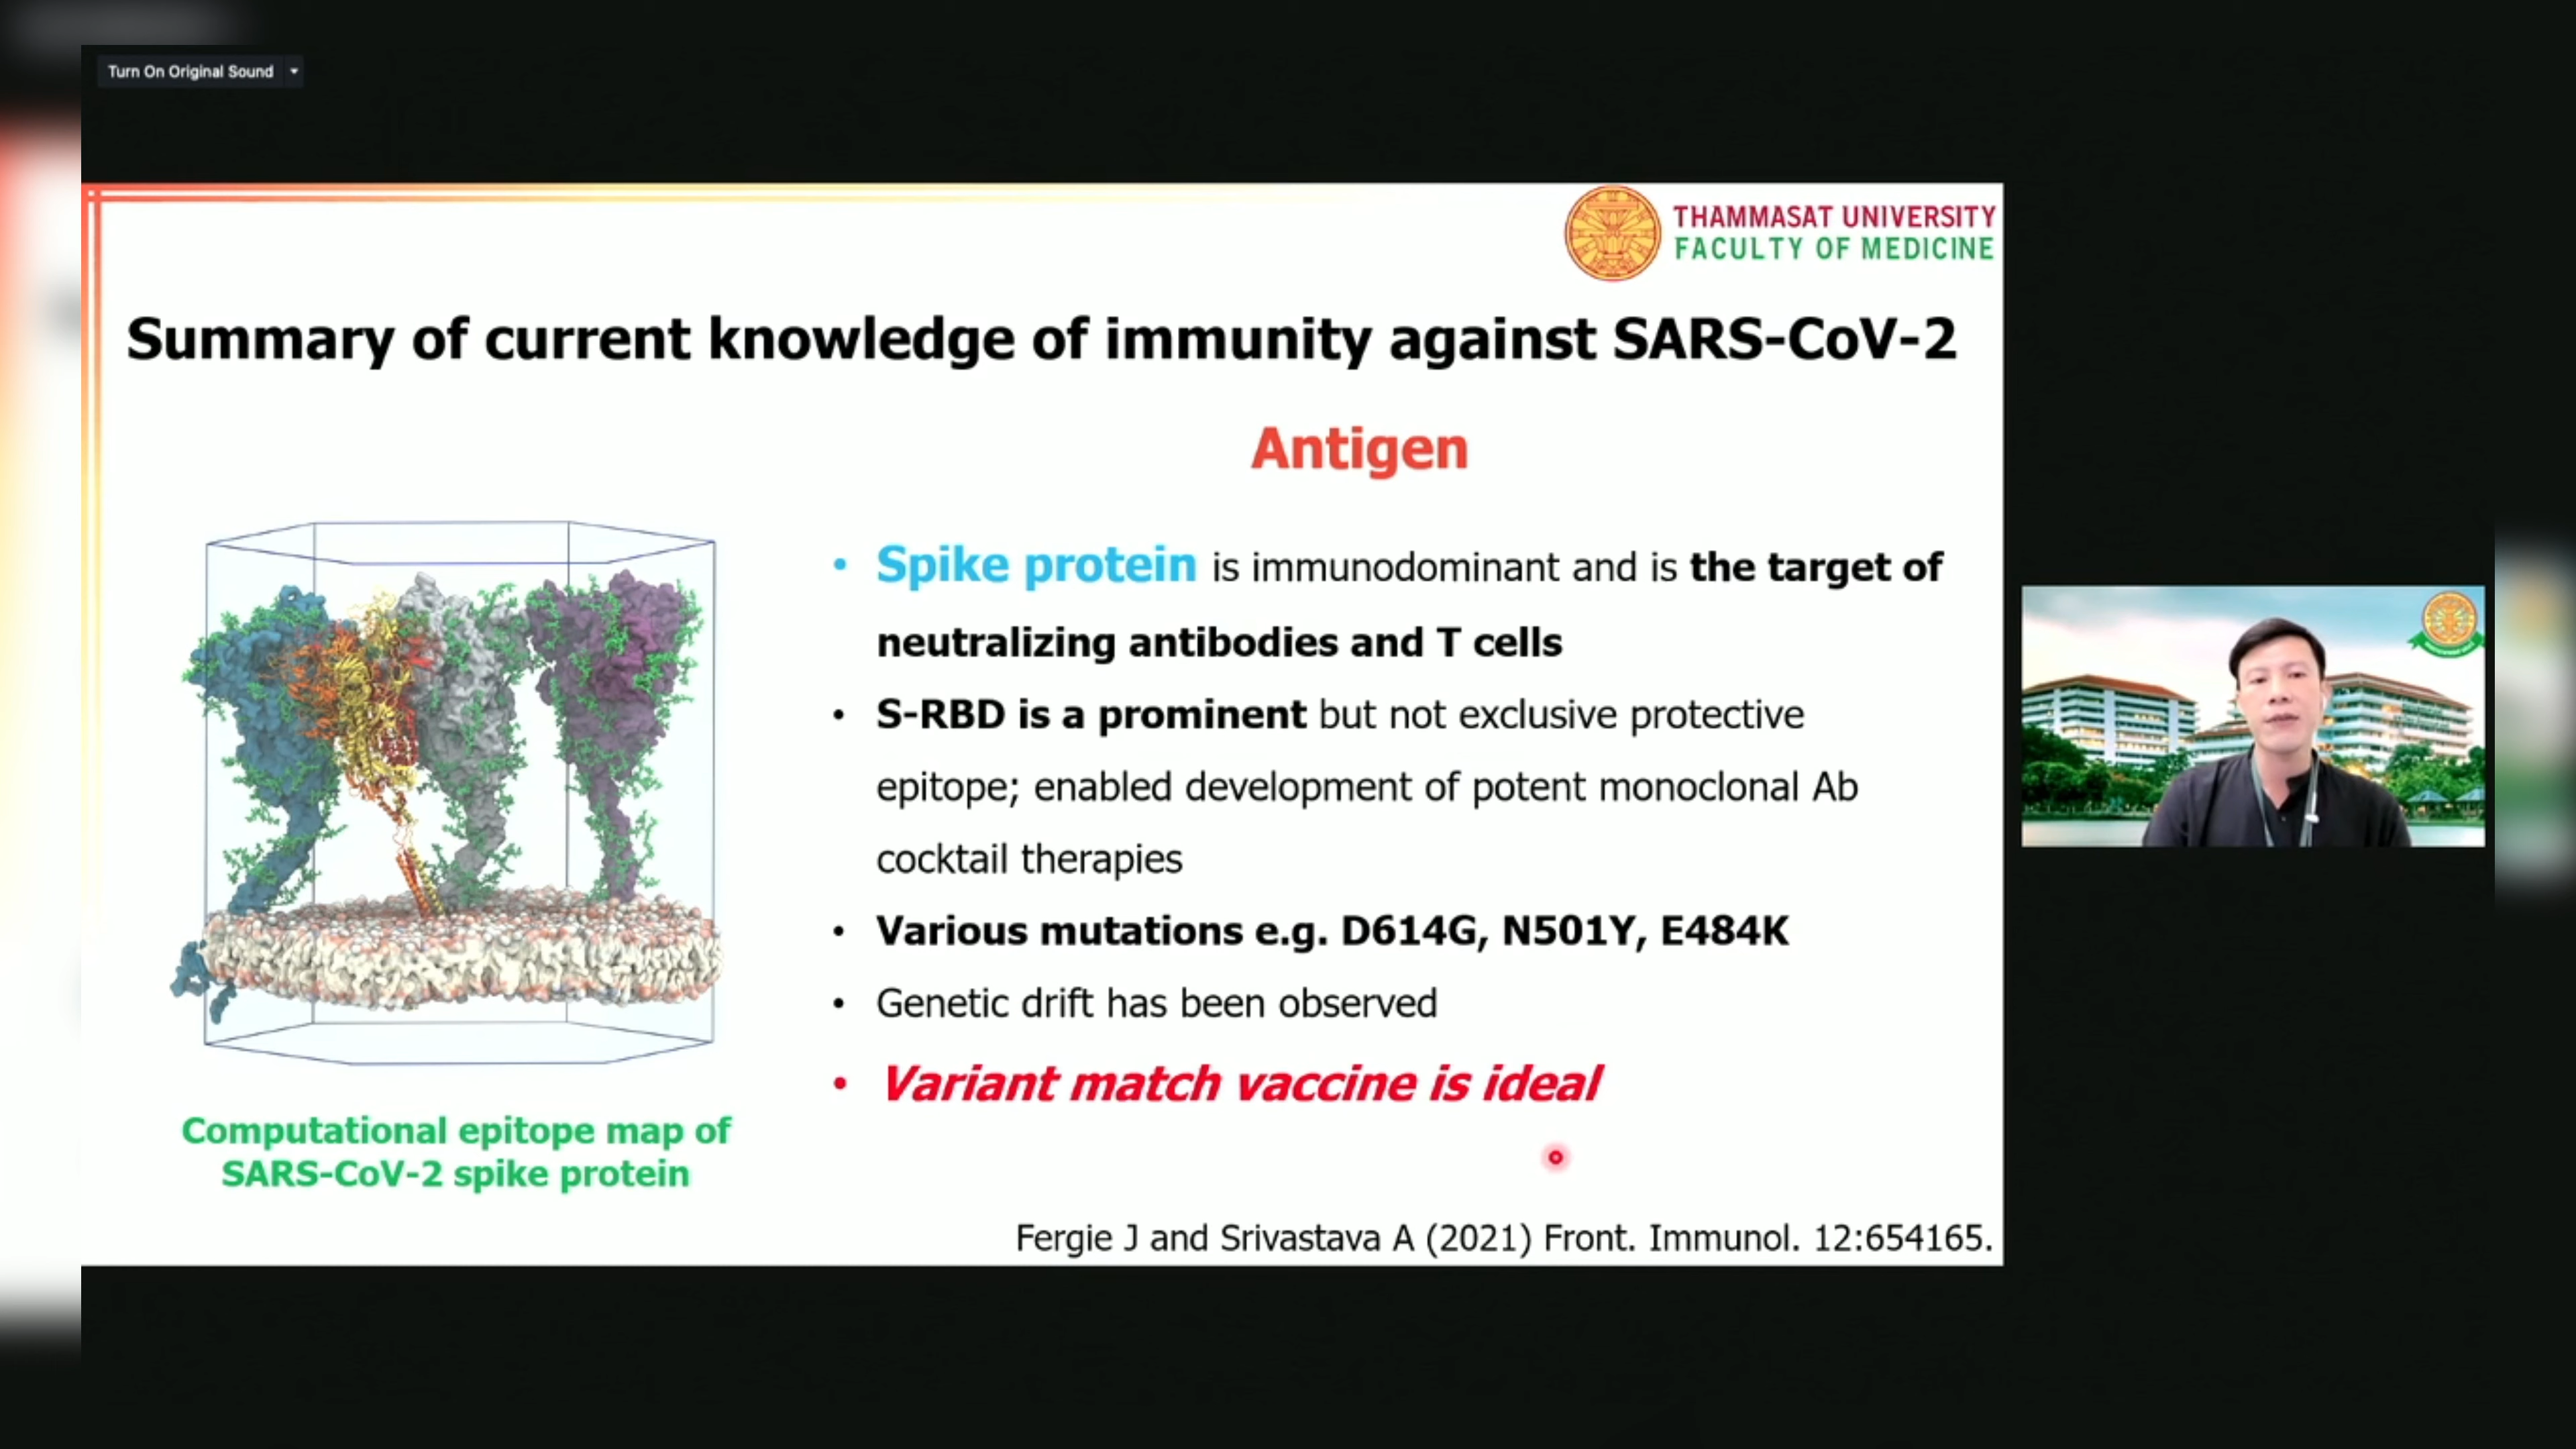 Turn On Original Sound
THAMMASAT UNIVERSITY
FACULTY OF MEDICINE
Summary of current knowledge of immunity against SARS-CoV-2
Antigen
• Spike protein is immunodominant and is the target of
neutralizing antibodies and T cells
• S-RBD is a prominent but not exclusive protective
epitope; enabled development of potent monoclonal Ab
cocktail therapies
• Various mutations e.g. D614G, N501Y, E484K
• Genetic drift has been observed
• Variant match vaccine is ideal
Computational epitope map of
SARS-CoV-2 spike protein
Fergie J and Srivastava A (2021) Front. Immunol. 12:654165.